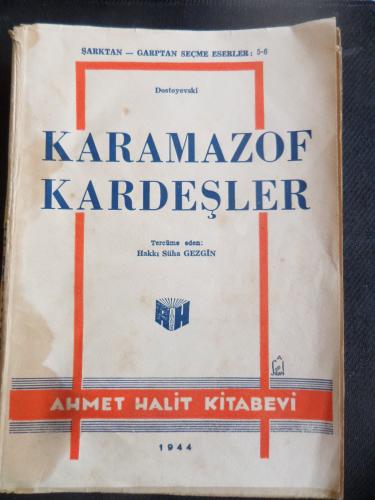 ŞARKTAN — GARPTAN SEÇME ESERLER: 5-6
Dostoyevski
KARAMAZOF
KARDEŞLER
Tercüme eden:
Hakkı Süha GEZGİN
AHMET HALİT KİTABEVİ
1944